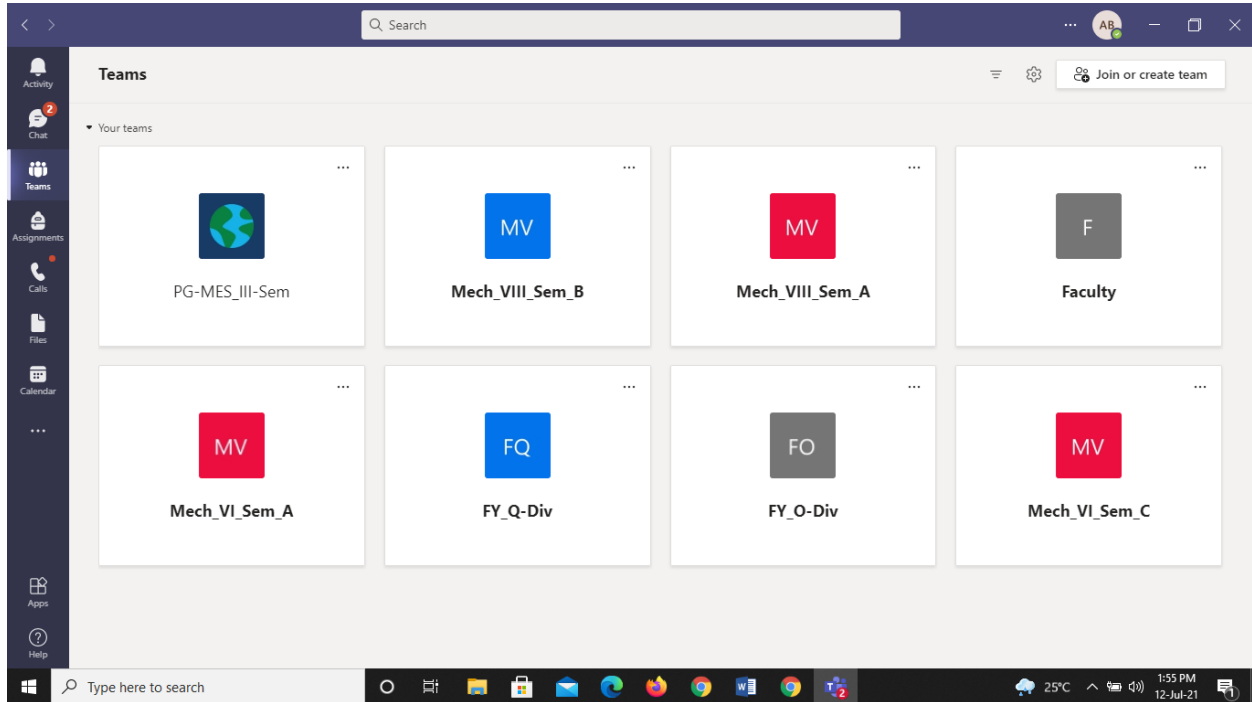 Search
AB
Activity
Teams
Join or create team
2
Chat
Your teams
Teams
MV
MV
F
Assignments
PG-MES_III-Sem
Mech_VIII_Sem_B
Mech_VIII_Sem_A
Faculty
Calls
Files
Calendar
MV
FQ
FO
MV
Mech_VI_Sem_A
FY_Q-Div
FY_O-Div
Mech_VI_Sem_C
Apps
Help
Type here to search
W
T
2
25°C
1:55 PM
12-Jul-21
1